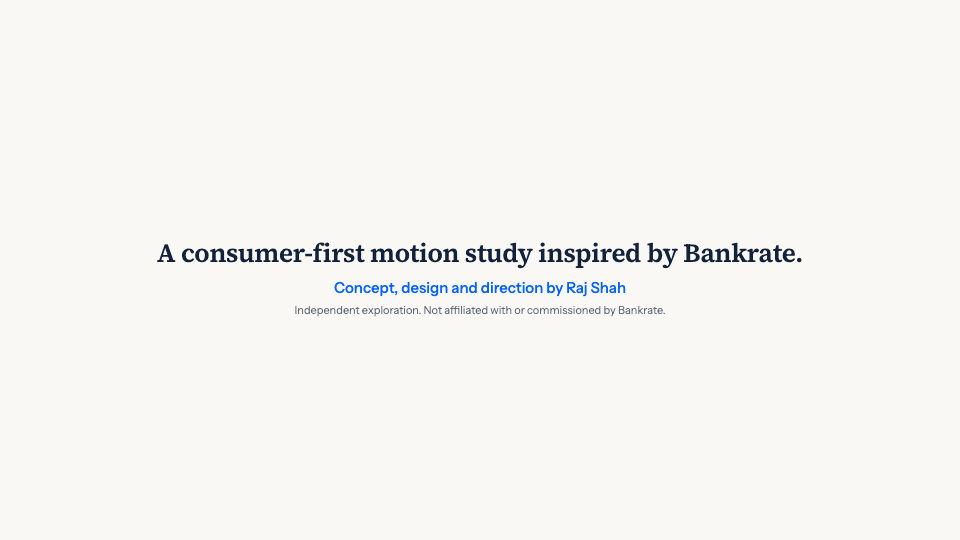 A consumer-first motion study inspired by Bankrate.
Concept, design and direction by Raj Shah
Independent exploration. Not affiliated with or commissioned by Bankrate.